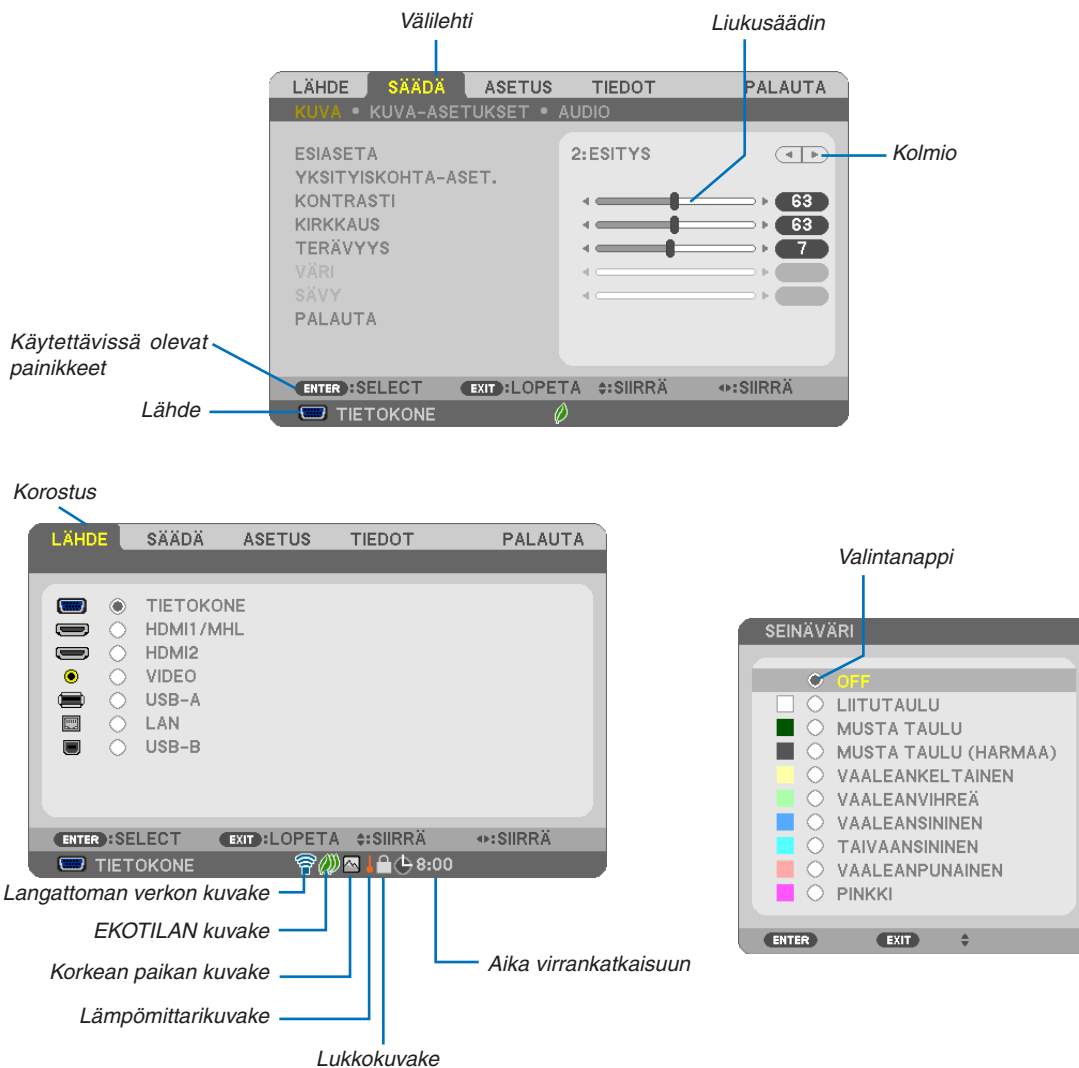 Välilehti
Liukusäädin
LÄHDE SÄÄDÄ ASETUS TIEDOT PALAUTA
KUVA • KUVA-ASETUKSET • AUDIO
ESIASETA 2:ESITYS
Kolmio
YKSITYISKOHTA-ASET.
KONTRASTI 63
KIRKKAUS 63
TERÄVYYS 7
VÄRI
SÄVY
PALAUTA
Käytettävissä olevat
painikkeet
ENTER :SELECT EXIT :LOPETA :SIIRRÄ :SIIRRÄ
Lähde
TIETOKONE
Korostus
LÄHDE SÄÄDÄ ASETUS TIEDOT PALAUTA
TIETOKONE
HDMI1/MHL
HDMI2
VIDEO
USB-A
LAN
USB-B
ENTER :SELECT EXIT :LOPETA :SIIRRÄ :SIIRRÄ
TIETOKONE 8:00
Langattoman verkon kuvake
EKOTILAN kuvake
Korkean paikan kuvake
Aika virrankatkaisuun
Lämpömittarikuvake
Lukkokuvake
Valintanappi
SEINÄVÄRI
OFF
LIITUTAULU
MUSTA TAULU
MUSTA TAULU (HARMAA)
VAALEANKELTAINEN
VAALEANVIHREÄ
VAALEANSININEN
TAIVAANSININEN
VAALEANPUNAINEN
PINKKI
ENTER EXIT